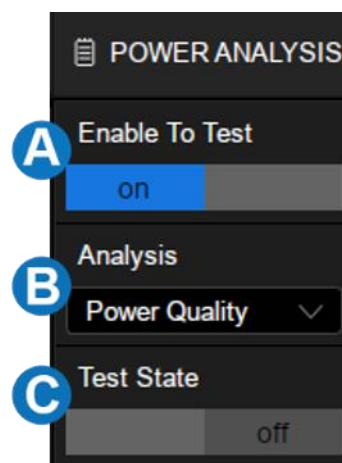 POWER ANALYSIS
A
Enable To Test
on
B
Analysis
Power Quality
C
Test State
off